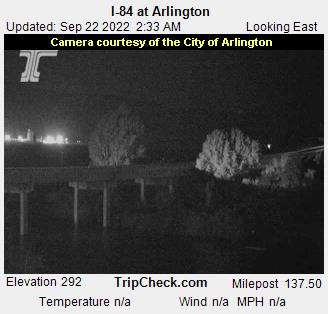 I-84 at Arlington
Updated: Sep 22 2022 2:33 AM Looking East
Camera courtesy of the City of Arlington
Elevation 292 TripCheck.com Milepost 137.50
Temperature n/a Wind n/a MPH n/a